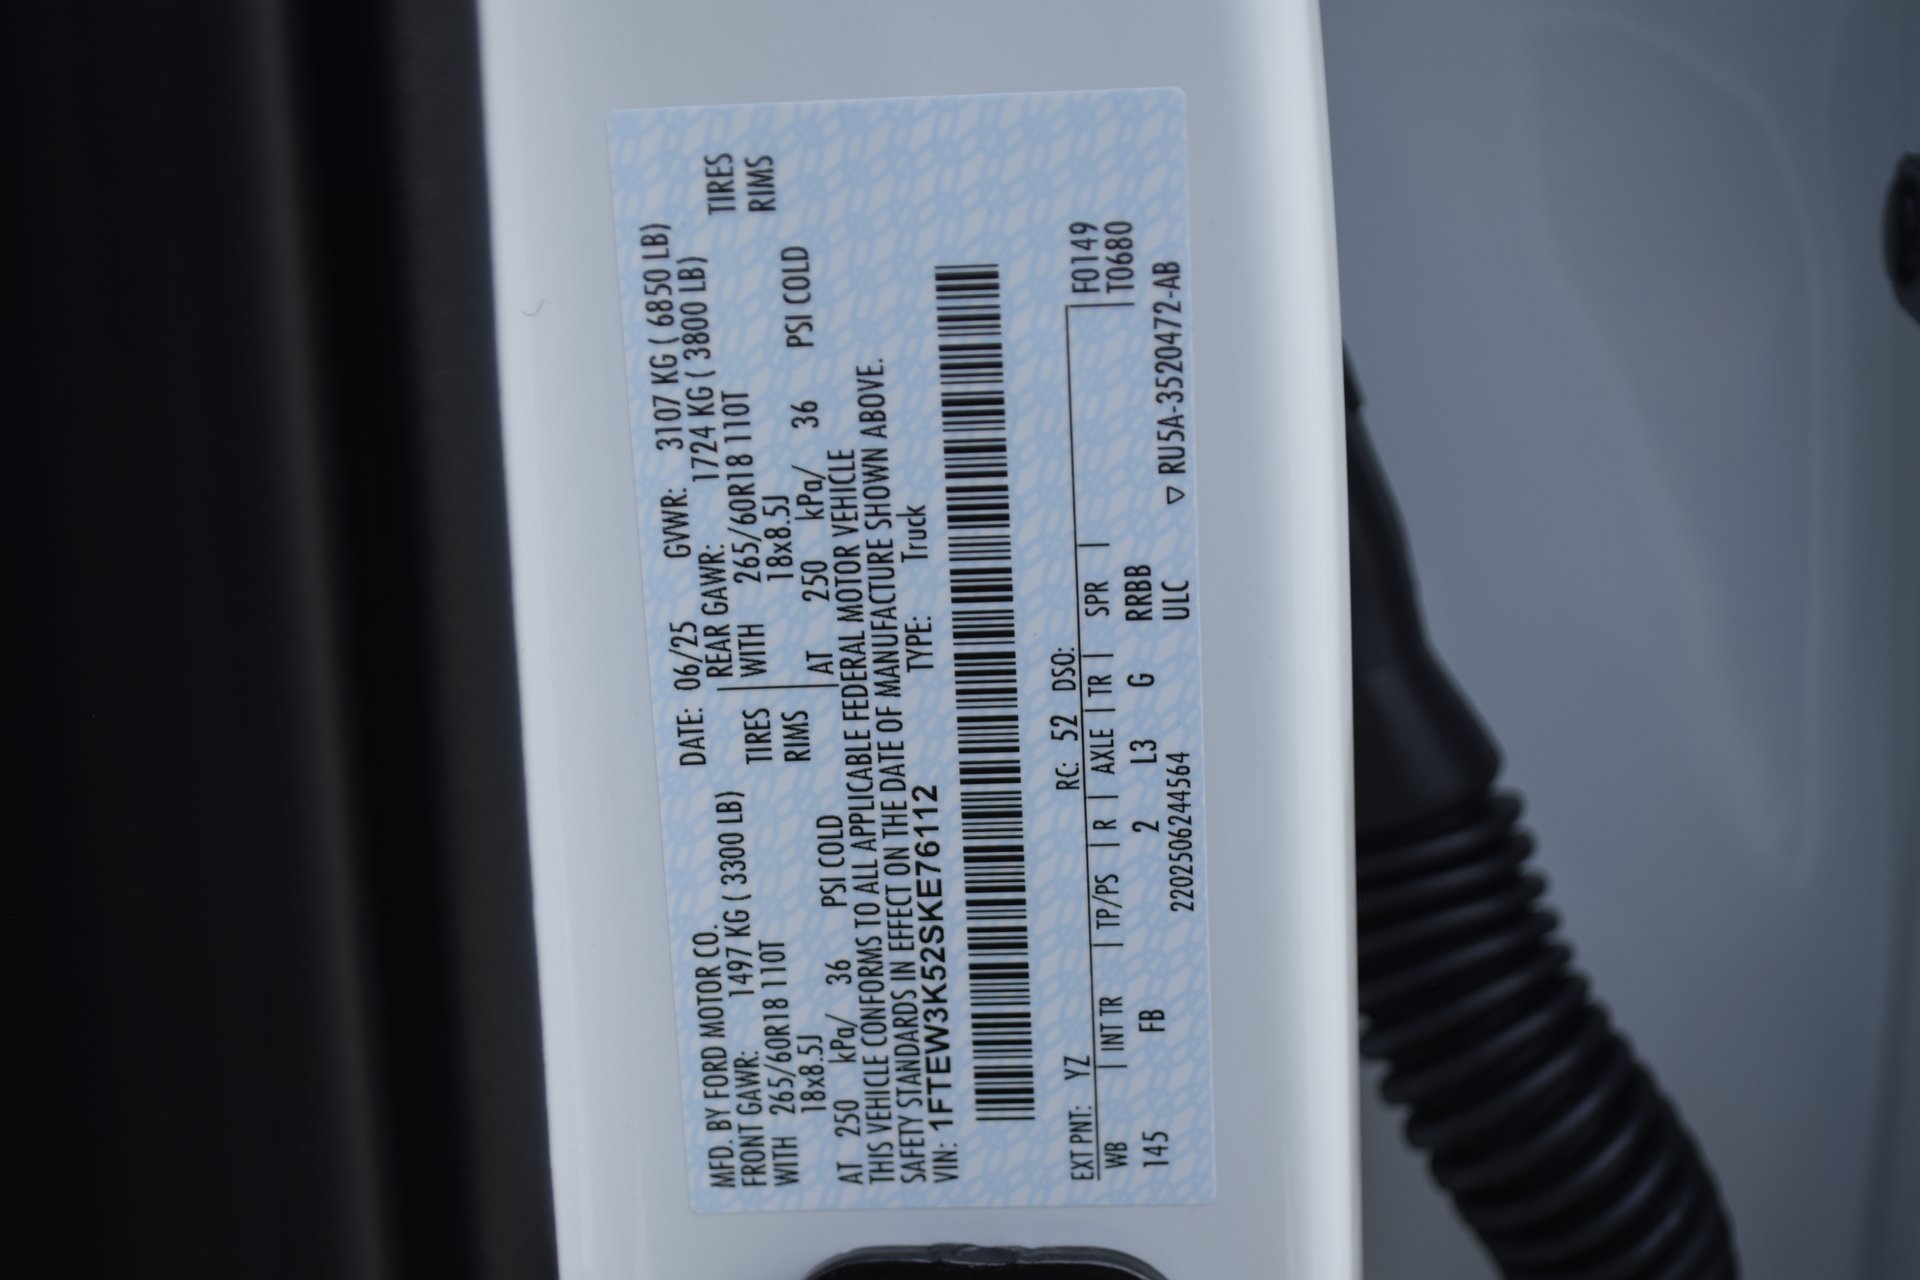 MFD. BY FORD MOTOR CO. DATE: 06/25 GVWR: 3107 KG ( 6850 LB)
FRONT GAWR: 1497 KG ( 3300 LB) REAR GAWR: 1724 KG ( 3800 LB)
WITH 265/60R18 110T TIRES WITH 265/60R18 110T TIRES
18x8.5J RIMS 18x8.5J RIMS
AT 250 kPa/ 36 PSI COLD AT 250 kPa/ 36 PSI COLD
THIS VEHICLE CONFORMS TO ALL APPLICABLE FEDERAL MOTOR VEHICLE
SAFETY STANDARDS IN EFFECT ON THE DATE OF MANUFACTURE SHOWN ABOVE.
VIN: 1FTEW3K52SKE76112 TYPE: Truck
EXT PNT: YZ RC: 52 DSO: F0149
WB | INT TR | TP/PS | R | AXLE | TR | SPR | T0680
145 FB 2 L3 G RRBB
2202506244564 ULC ▽ RU5A-3520472-AB